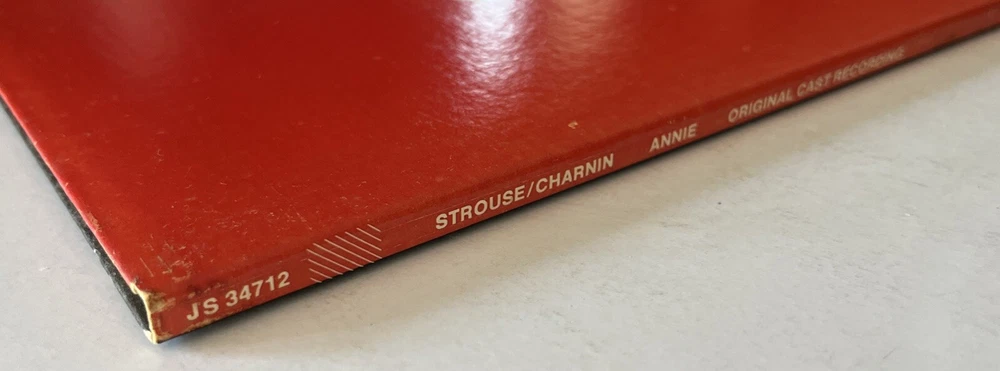 JS 34712 STROUSE/CHARNIN ANNIE ORIGINAL CAST RECORDING